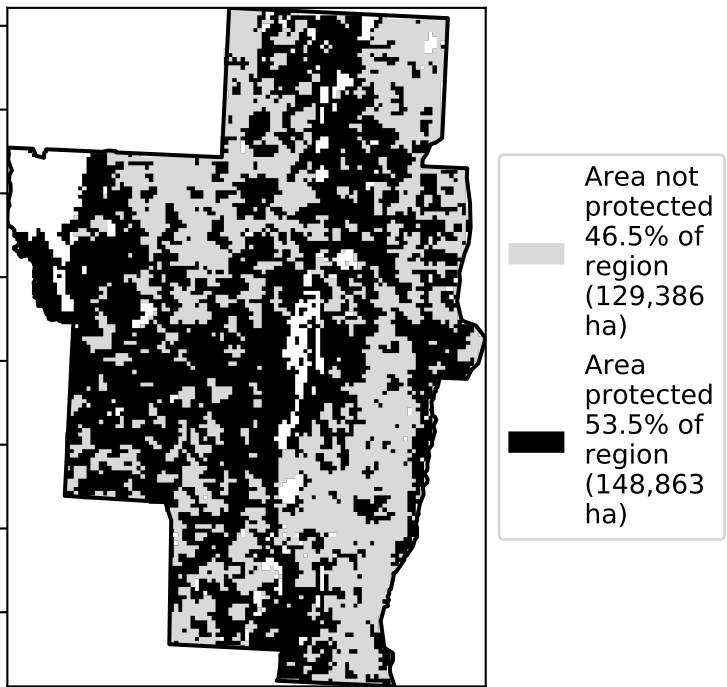 Area not
protected
46.5% of
region
(129,386
ha)
Area
protected
53.5% of
region
(148,863
ha)